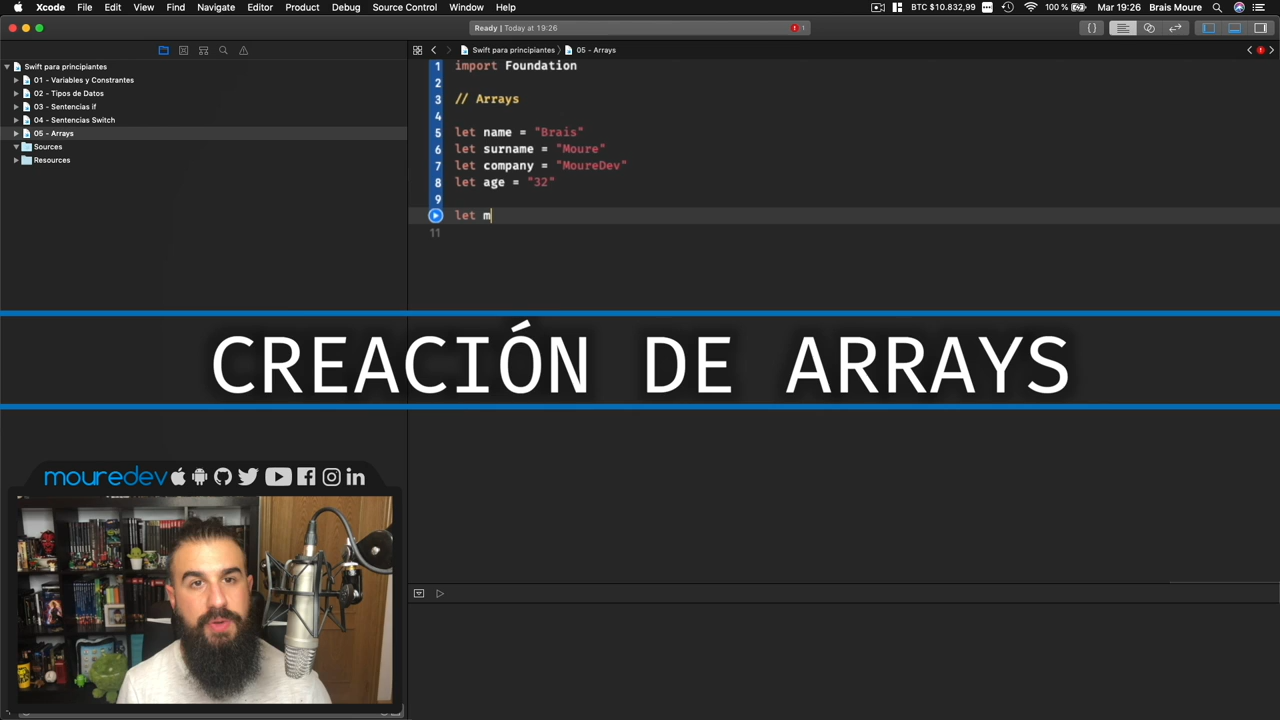 Xcode File Edit View Find Navigate Editor Product Debug Source Control Window Help BTC $10.832,99 100 % Mar 19:26 Brais Moure
Ready | Today at 19:26 1
Swift para principiantes 05 - Arrays
Swift para principiantes
01 - Variables y Constrantes
02 - Tipos de Datos
03 - Sentencias if
04 - Sentencias Switch
05 - Arrays
Sources
Resources
1 import Foundation
2
3 // Arrays
4
5 let name = "Brais"
6 let surname = "Moure"
7 let company = "MoureDev"
8 let age = "32"
9
let m
11
CREACIÓN DE ARRAYS
mouredev